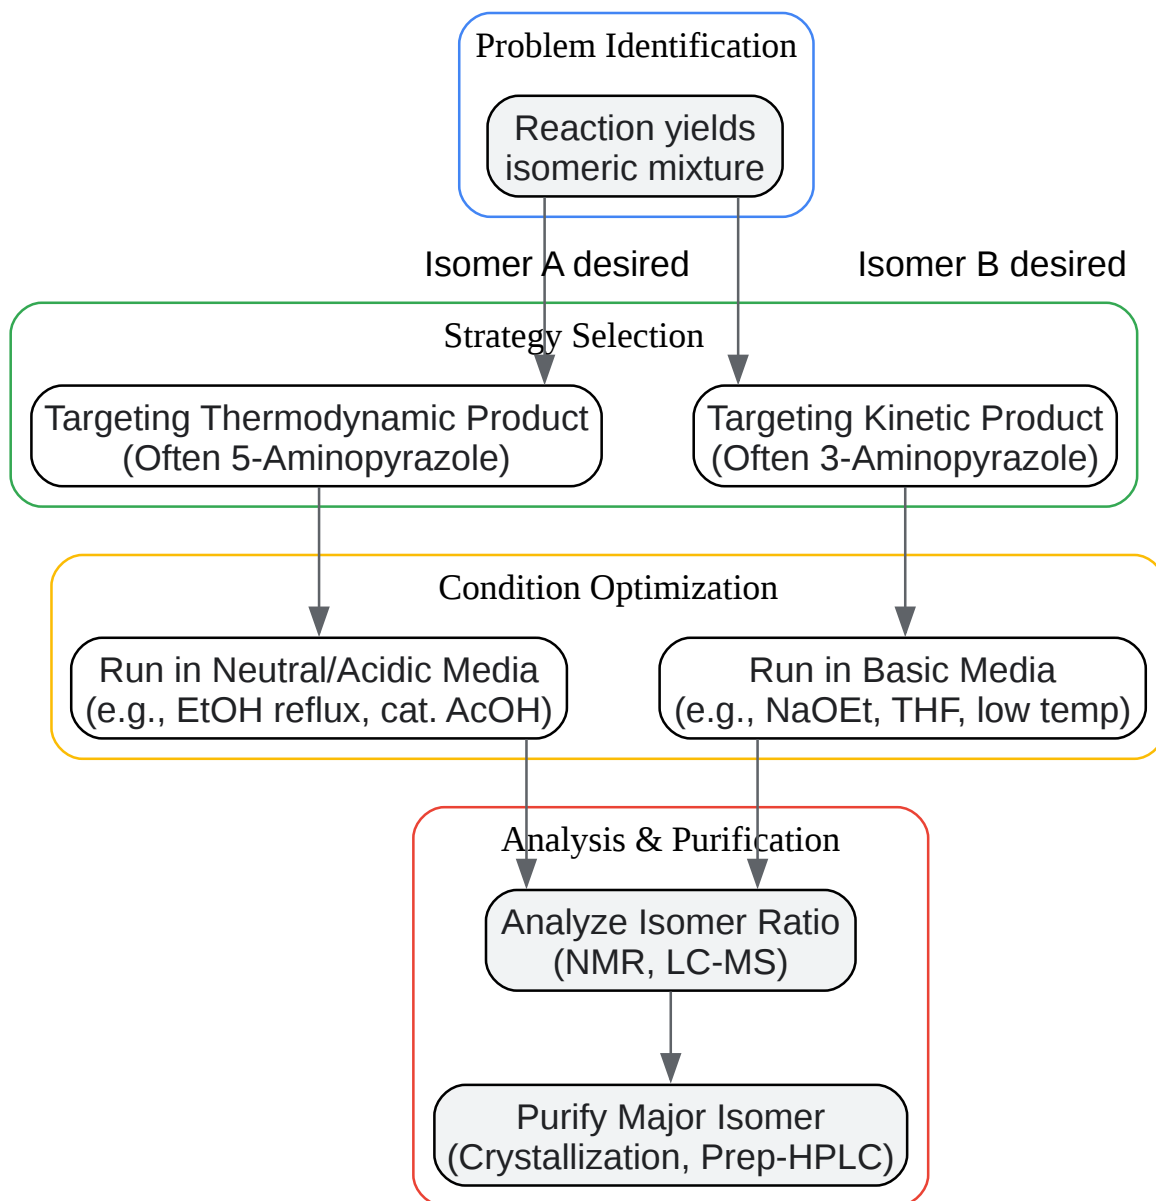 Problem Identification
Reaction yields
isomeric mixture
Isomer A desired
Isomer B desired
Strategy Selection
Targeting Thermodynamic Product
(Often 5-Aminopyrazole)
Targeting Kinetic Product
(Often 3-Aminopyrazole)
Condition Optimization
Run in Neutral/Acidic Media
(e.g., EtOH reflux, cat. AcOH)
Run in Basic Media
(e.g., NaOEt, THF, low temp)
Analysis & Purification
Analyze Isomer Ratio
(NMR, LC-MS)
Purify Major Isomer
(Crystallization, Prep-HPLC)